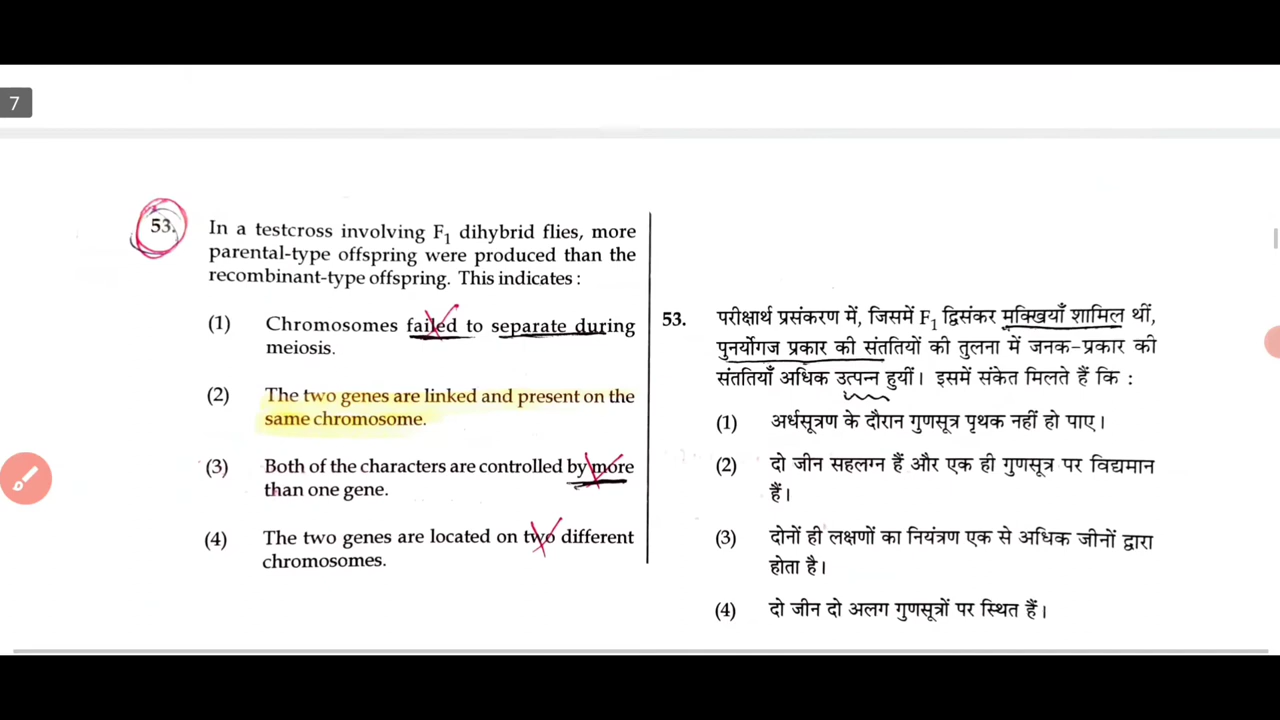 7
53. In a testcross involving F1 dihybrid flies, more
parental-type offspring were produced than the
recombinant-type offspring. This indicates :
(1) Chromosomes failed to separate during
meiosis.
(2) The two genes are linked and present on the
same chromosome.
(3) Both of the characters are controlled by more
than one gene.
(4) The two genes are located on two different
chromosomes.
53. परीक्षार्थ प्रसंकरण में, जिसमें F1 द्विसंकर मक्खियाँ शामिल थीं,
पुनर्योगज प्रकार की संततियों की तुलना में जनक-प्रकार की
संततियाँ अधिक उत्पन्न हुयीं। इसमें संकेत मिलते हैं कि :
(1) अर्धसूत्रण के दौरान गुणसूत्र पृथक नहीं हो पाए।
(2) दो जीन सहलग्न हैं और एक ही गुणसूत्र पर विद्यमान
हैं।
(3) दोनों ही लक्षणों का नियंत्रण एक से अधिक जीनों द्वारा
होता है।
(4) दो जीन दो अलग गुणसूत्रों पर स्थित हैं।